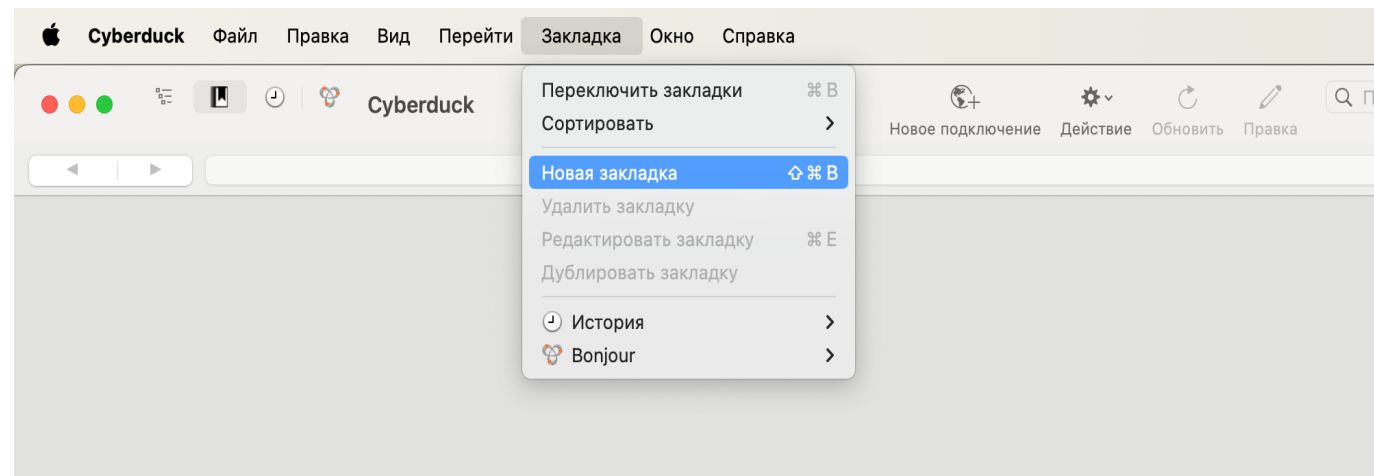 Cyberduck Файл Правка Вид Перейти Закладка Окно Справка
Cyberduck
Переключить закладки ⌘ B
Сортировать
Новая закладка ⇧ ⌘ B
Удалить закладку
Редактировать закладку ⌘ E
Дублировать закладку
История
Bonjour
Новое подключение Действие Обновить Правка